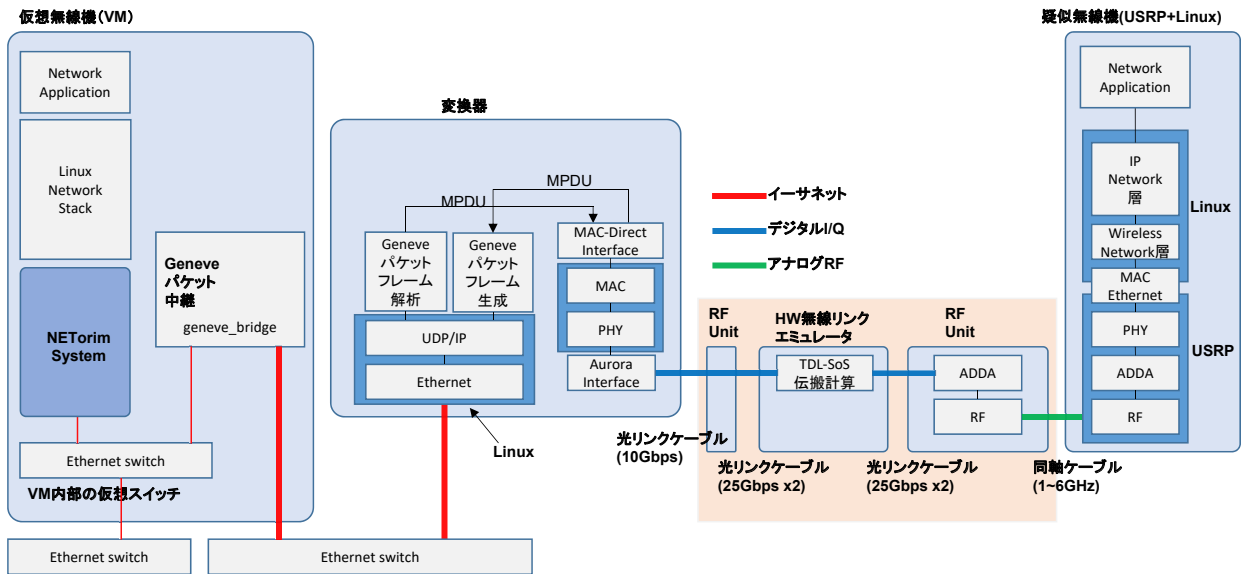 仮想無線機(VM)
Network
Application
Linux
Network
Stack
NETorim
System
Geneve
パケット
中継
geneve_bridge
Ethernet switch
VM内部の仮想スイッチ
Ethernet switch
Ethernet switch
変換器
MPDU
MPDU
Geneve
パケット
フレーム
解析
Geneve
パケット
フレーム
生成
UDP/IP
Ethernet
Linux
MAC-Direct
Interface
MAC
PHY
Aurora
Interface
イーサネット
デジタルI/Q
アナログRF
光リンクケーブル
(10Gbps)
RF
Unit
HW無線リンク
エミュレータ
TDL-SoS
伝搬計算
RF
Unit
ADDA
RF
光リンクケーブル
(25Gbps x2)
光リンクケーブル
(25Gbps x2)
同軸ケーブル
(1~6GHz)
疑似無線機(USRP+Linux)
Network
Application
IP
Network
層
Linux
Wireless
Network層
MAC
Ethernet
PHY
USRP
ADDA
RF